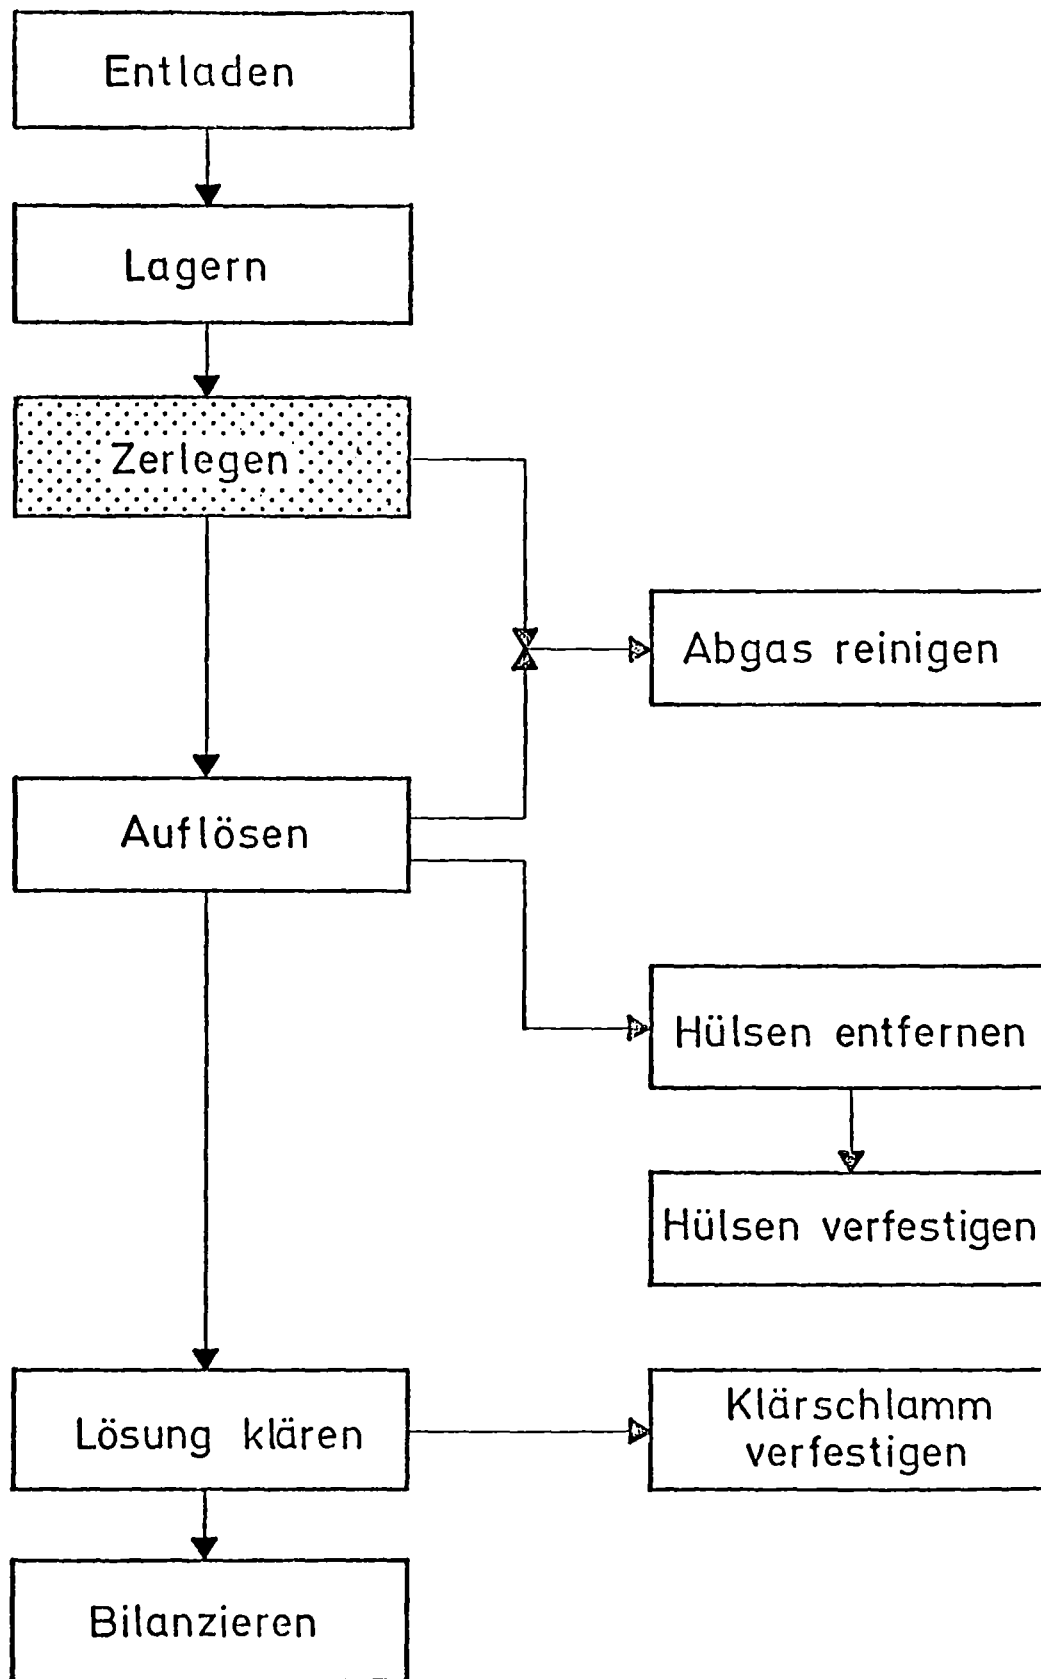 Entladen
Lagern
Zerlegen
Abgas reinigen
Auflösen
Hülsen entfernen
Hülsen verfestigen
Lösung klären
Klärschlamm
verfestigen
Bilanzieren